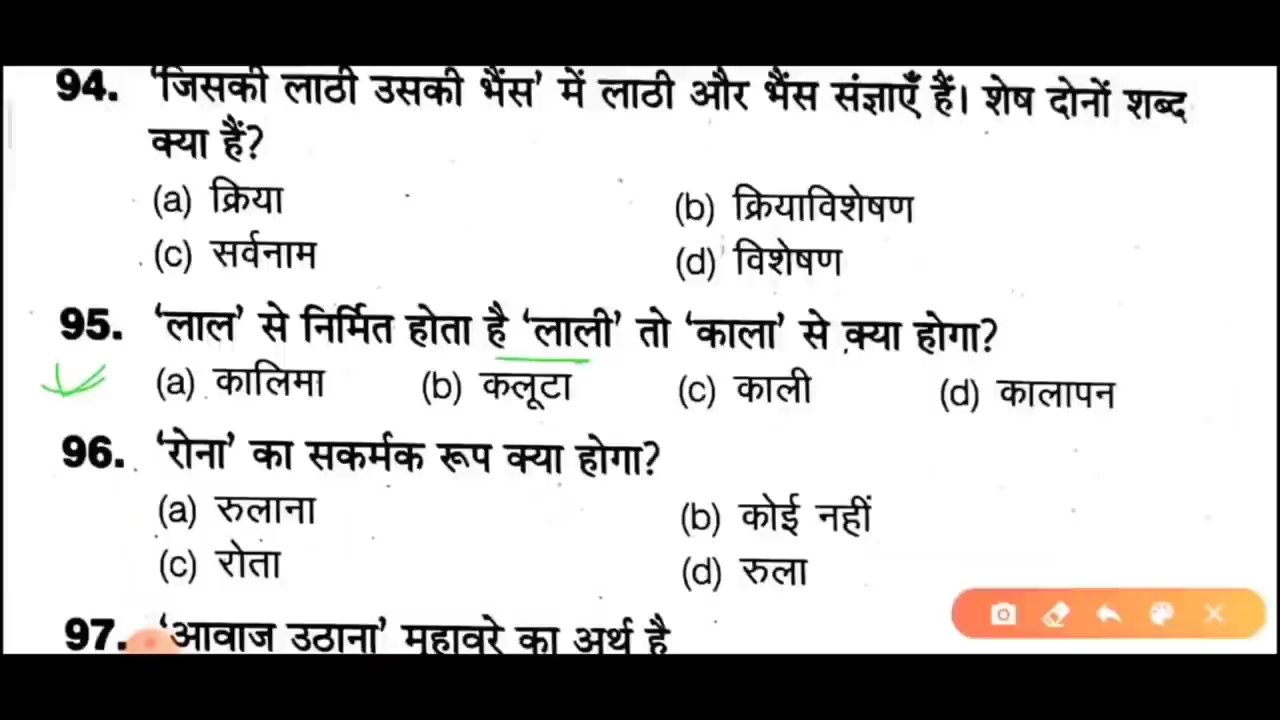 94. 'जिसकी लाठी उसकी भैंस' में लाठी और भैंस संज्ञाएँ हैं। शेष दोनों शब्द
क्या हैं?
(a) क्रिया (b) क्रियाविशेषण
(c) सर्वनाम (d) विशेषण
95. 'लाल' से निर्मित होता है 'लाली' तो 'काला' से क्या होगा?
(a) कालिमा (b) कलूटा (c) काली (d) कालापन
96. 'रोना' का सकर्मक रूप क्या होगा?
(a) रुलाना (b) कोई नहीं
(c) रोता (d) रुला
97. 'आवाज उठाना' मुहावरे का अर्थ है